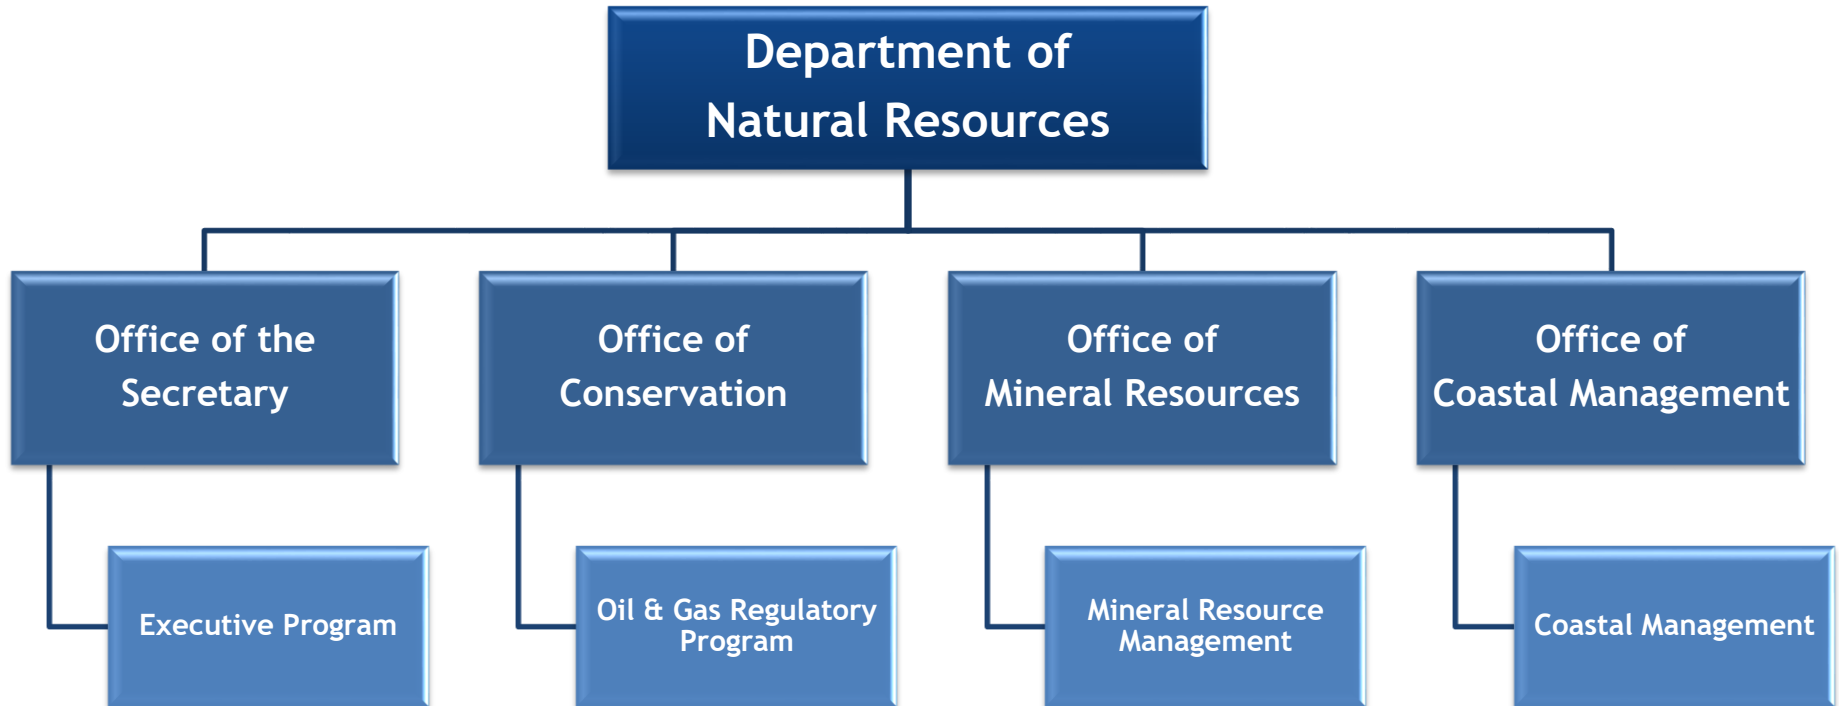 Department of
Natural Resources
Office of the
Secretary
Office of
Conservation
Office of
Mineral Resources
Office of
Coastal Management
Executive Program
Oil & Gas Regulatory
Program
Mineral Resource
Management
Coastal Management